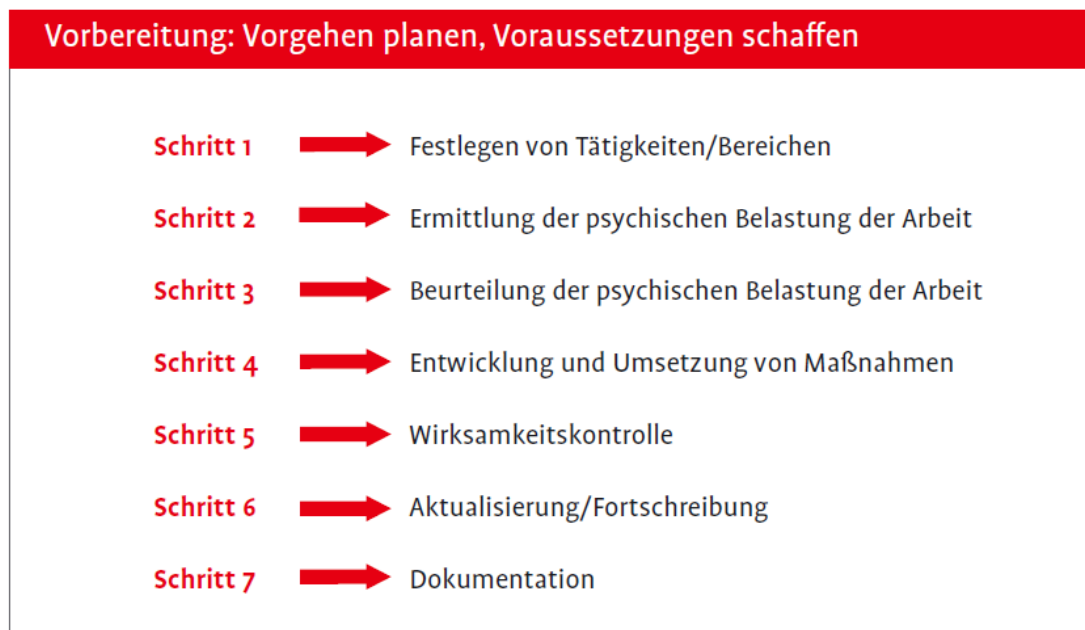 Vorbereitung: Vorgehen planen, Voraussetzungen schaffen
Schritt 1 Festlegen von Tätigkeiten/Bereichen
Schritt 2 Ermittlung der psychischen Belastung der Arbeit
Schritt 3 Beurteilung der psychischen Belastung der Arbeit
Schritt 4 Entwicklung und Umsetzung von Maßnahmen
Schritt 5 Wirksamkeitskontrolle
Schritt 6 Aktualisierung/Fortschreibung
Schritt 7 Dokumentation